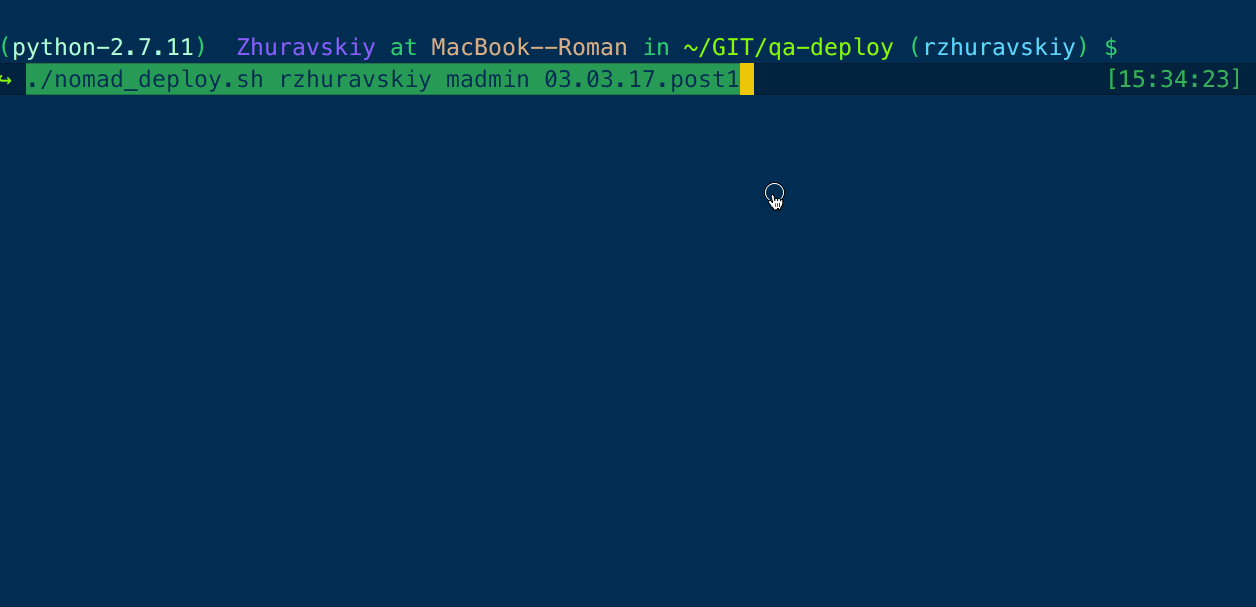 (python-2.7.11)  Zhuravskiy at MacBook--Roman in ~/GIT/qa-deploy (rzhuravskiy) $
↪ ./nomad_deploy.sh rzhuravskiy madmin 03.03.17.post1 [15:34:23]